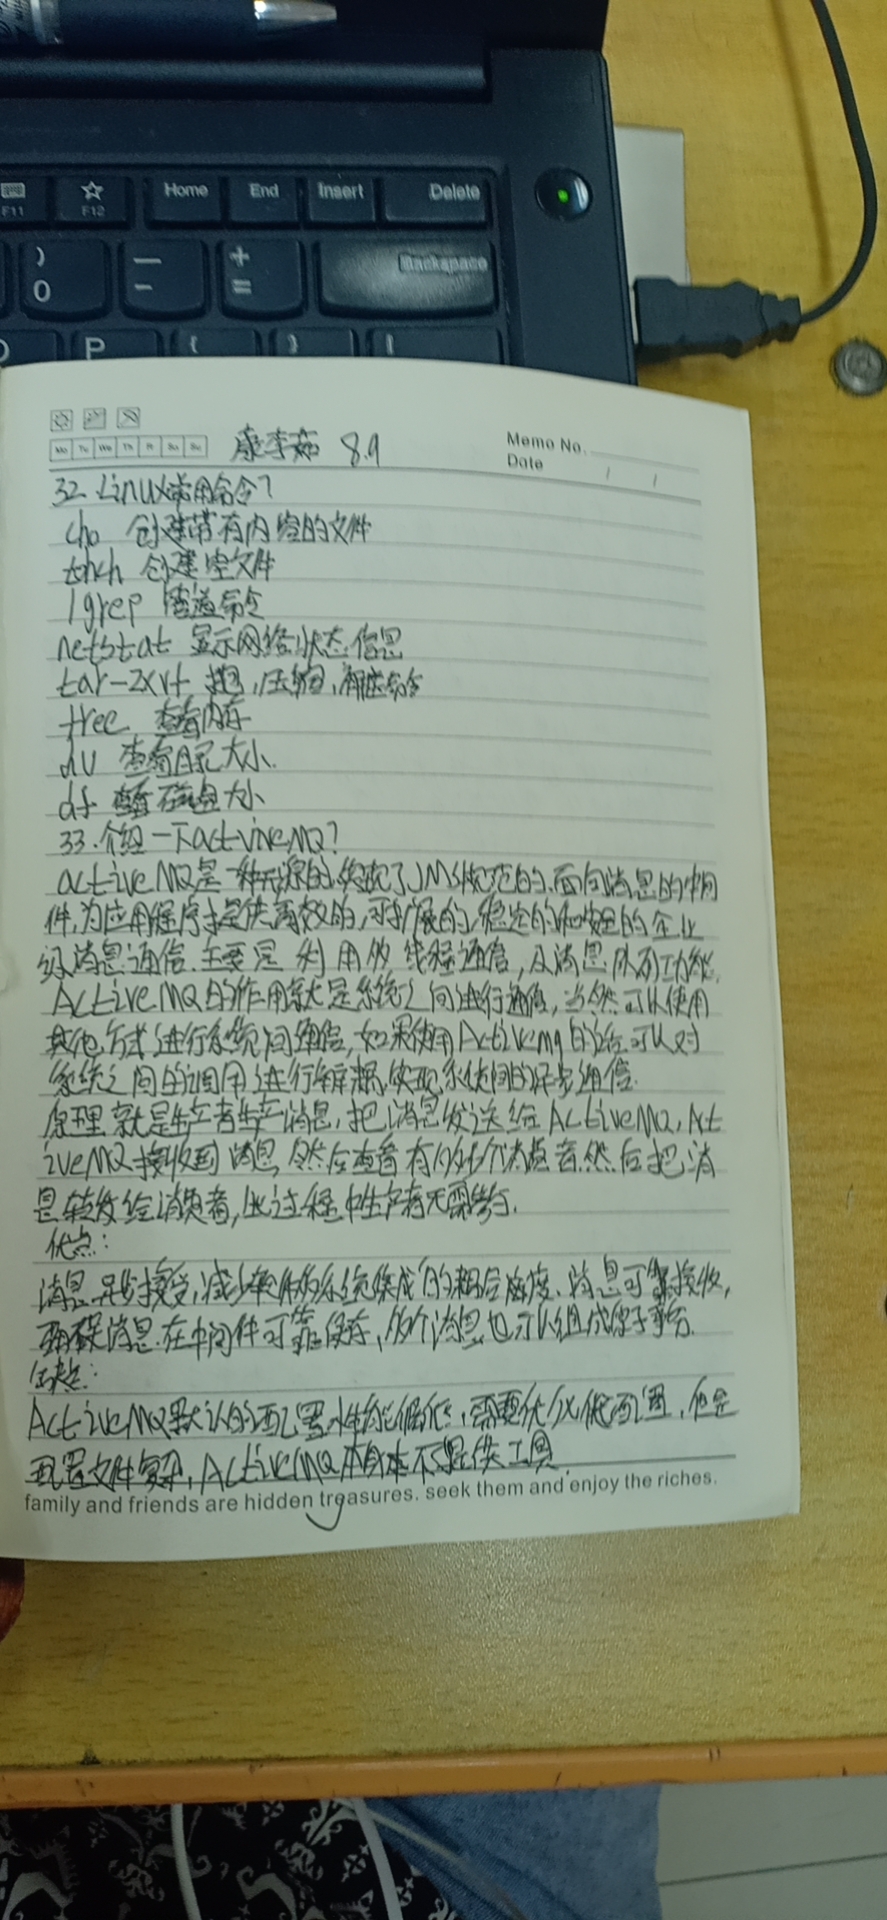 F11 F12 Home End Insert Delete
) 0 — - + = Backspace
P { } |
Mo Tu We Th Fr Sa Su 康李茹 8.9 Memo No.
Date / /
32. Linux常用命令?
cho 创建带有内容的文件
创建空文件
|grep 管道命令
netstat 显示网络状态信息
tar-zxvf 压缩,解压命令
free 查看内存
du 查看目录大小.
df 查看磁盘大小
33.介绍一下activeMQ?
activeMQ是一种开源的,实现了JMS规范的,面向消息的中间
件,为应用程序提供高效的,可扩展的,稳定的和安全的企业
级消息通信.主要是利用的线程通信,及消息队列功能.
ActiveMQ的作用就是系统之间进行通信,当然可以使用
其他方式进行系统间通信,如果使用Activemq的话可以对
系统之间的调用进行解耦,实现系统间的异步通信.
原理就是生产者生产消息,把消息发送给ActiveMQ,Act
iveMQ接收到消息,然后查看有多少个消费者,然后把消
息转发给消费者,此过程中生产者无需参与.
优点:
消息异步接受,减少软件多系统集成的耦合度、消息可靠接收,
确保消息在中间件可靠保存,多个消息也可以组成原子事务.
缺点:
ActiveMQ默认的配置性能偏低,需要优化配置,但是
配置文件复杂,ActiveMQ本身不提供工具.
family and friends are hidden treasures. seek them and enjoy the riches.